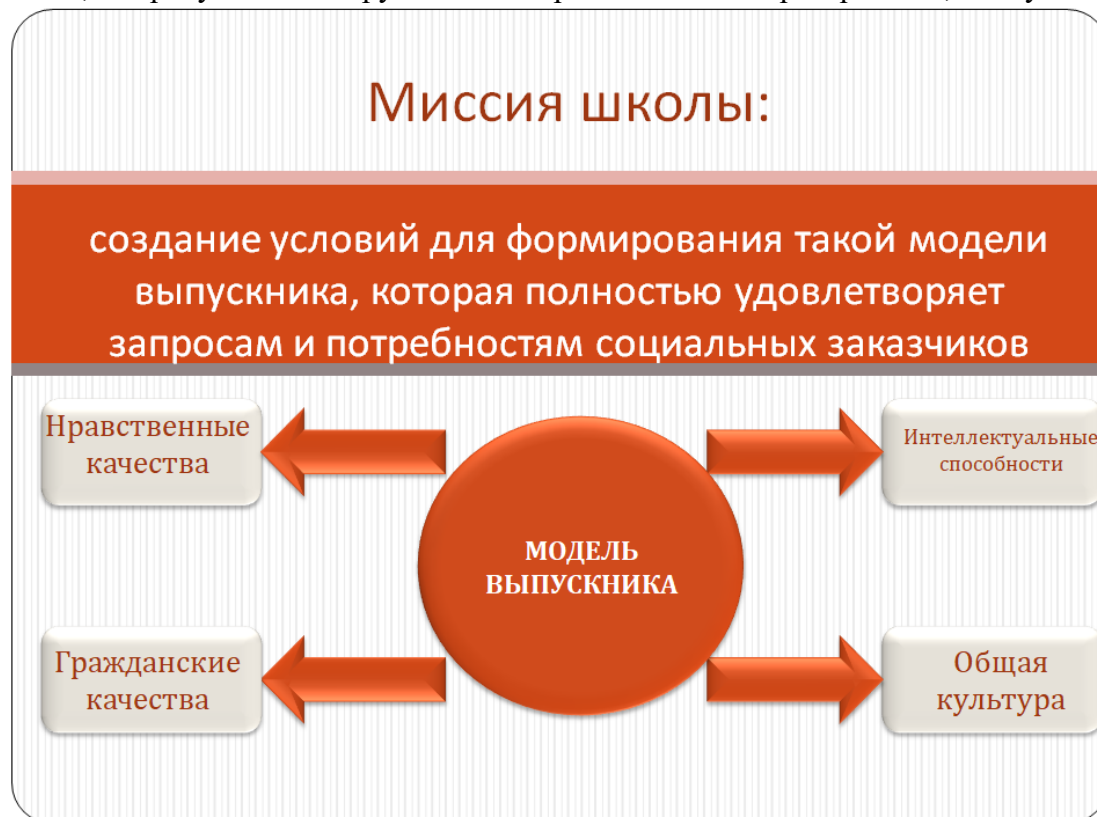 Миссия школы:
создание условий для формирования такой модели
выпускника, которая полностью удовлетворяет
запросам и потребностям социальных заказчиков
Нравственные
качества
Интеллектуальные
способности
МОДЕЛЬ
ВЫПУСКНИКА
Гражданские
качества
Общая
культура